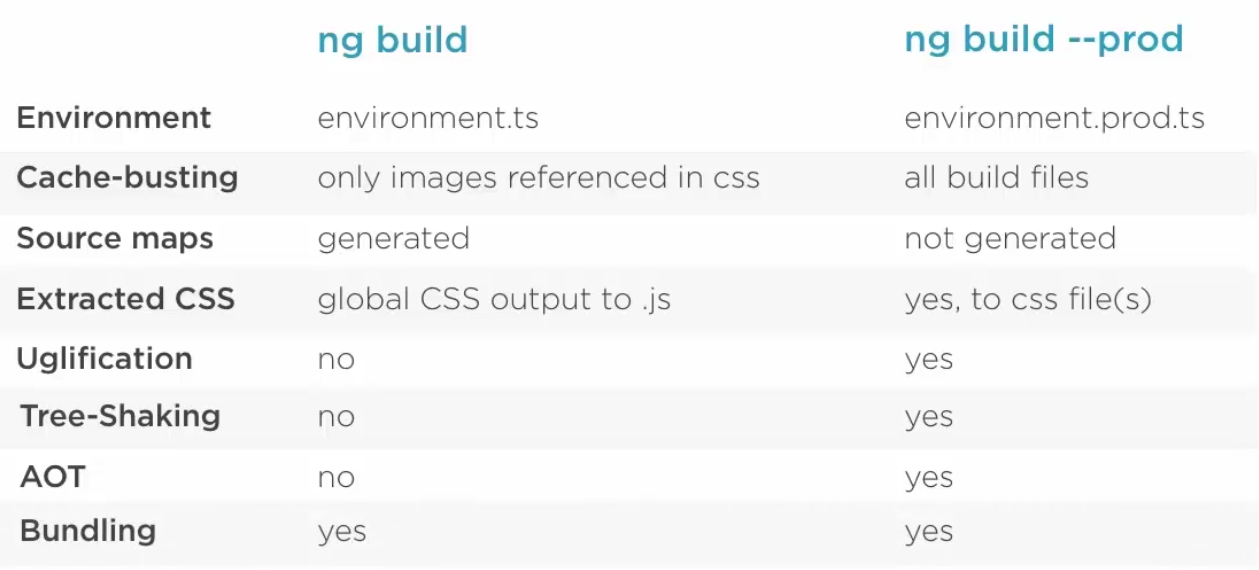 ng build ng build --prod
Environment environment.ts environment.prod.ts
Cache-busting only images referenced in css all build files
Source maps generated not generated
Extracted CSS global CSS output to .js yes, to css file(s)
Uglification no yes
Tree-Shaking no yes
AOT no yes
Bundling yes yes